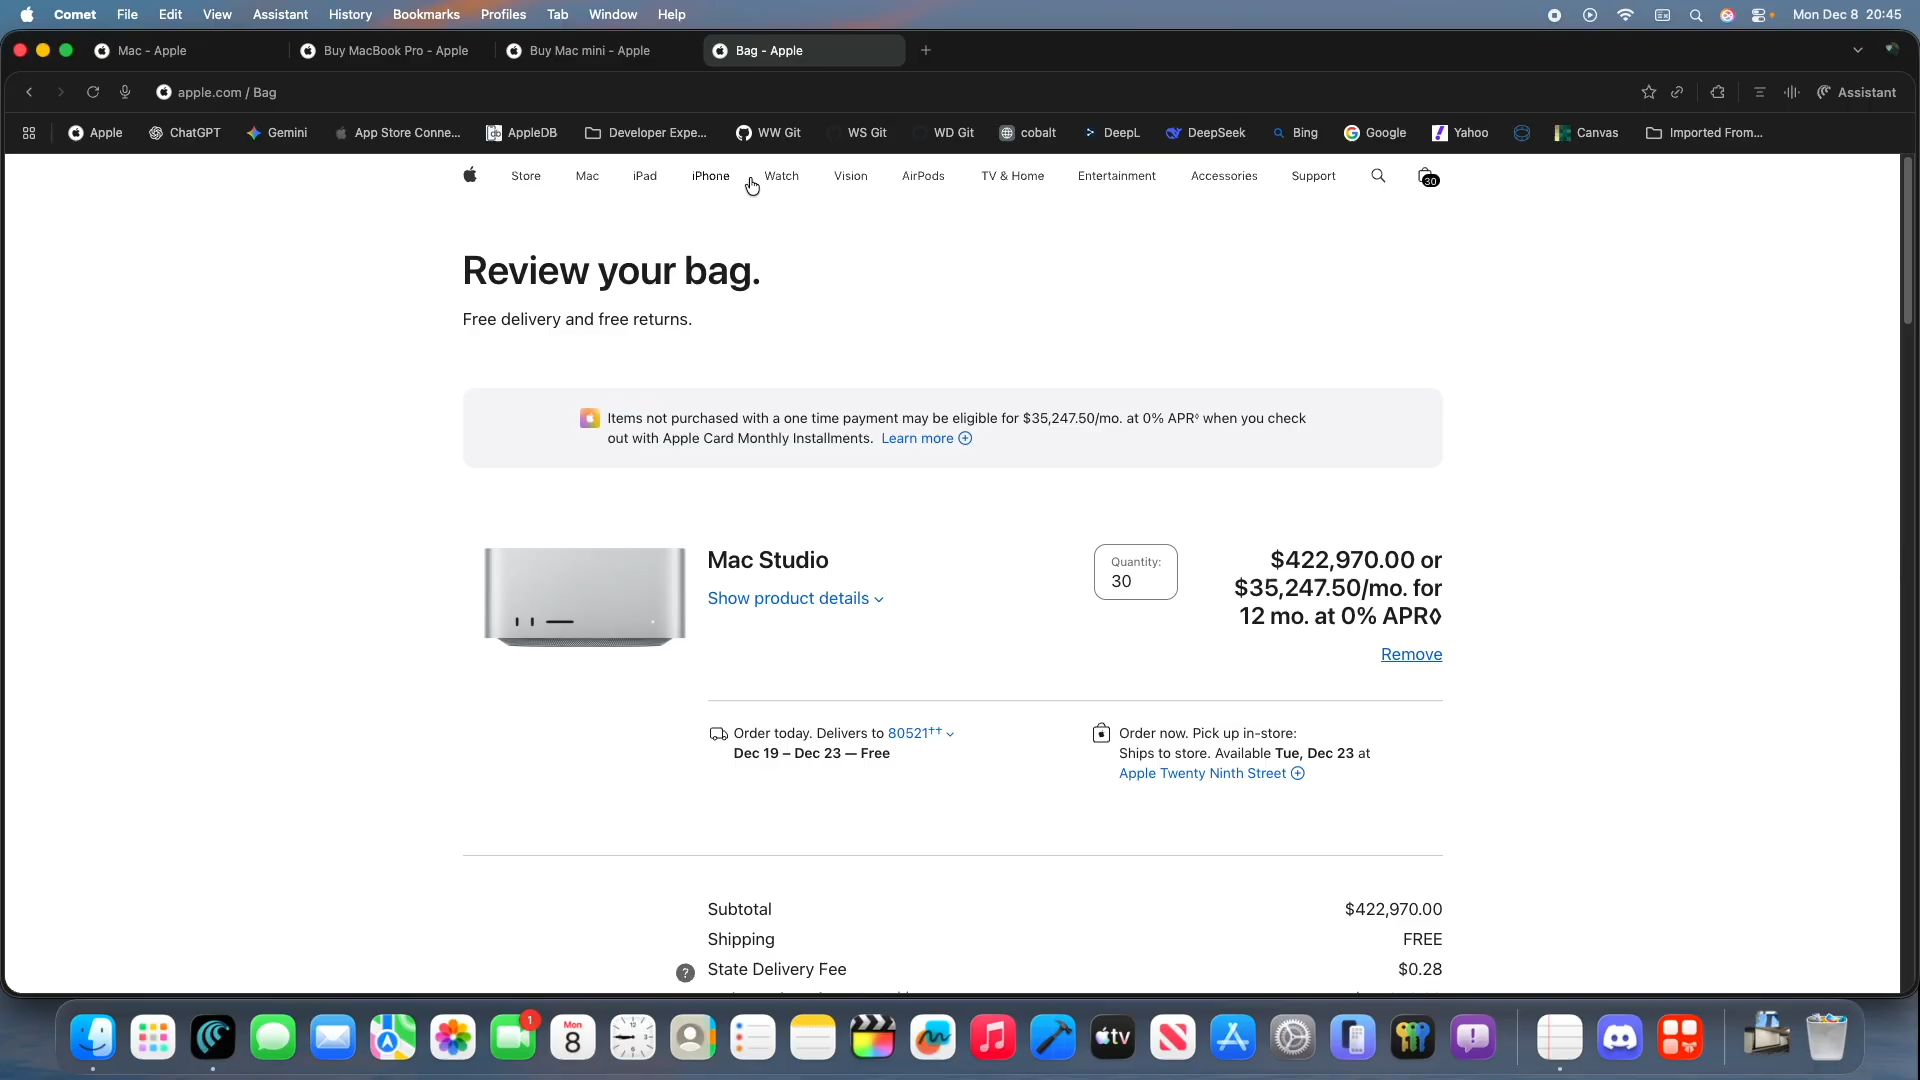 Comet File Edit View Assistant History Bookmarks Profiles Tab Window Help Mon Dec 8 20:45
Mac - Apple Buy MacBook Pro - Apple Buy Mac mini - Apple Bag - Apple
apple.com / Bag Assistant
Apple ChatGPT Gemini App Store Conne... AppleDB Developer Expe... WW Git WS Git WD Git cobalt DeepL DeepSeek Bing Google Yahoo Canvas Imported From...
Store Mac iPad iPhone Watch Vision AirPods TV & Home Entertainment Accessories Support 30
Review your bag.
Free delivery and free returns.
Items not purchased with a one time payment may be eligible for $35,247.50/mo. at 0% APR◊ when you check
out with Apple Card Monthly Installments. Learn more
Mac Studio
Show product details
Quantity:
30
$422,970.00 or
$35,247.50/mo. for
12 mo. at 0% APR◊
Remove
Order today. Delivers to 80521††
Dec 19 – Dec 23 — Free
Order now. Pick up in-store:
Ships to store. Available Tue, Dec 23 at
Apple Twenty Ninth Street
Subtotal $422,970.00
Shipping FREE
? State Delivery Fee $0.28
1
Mon
8
tv